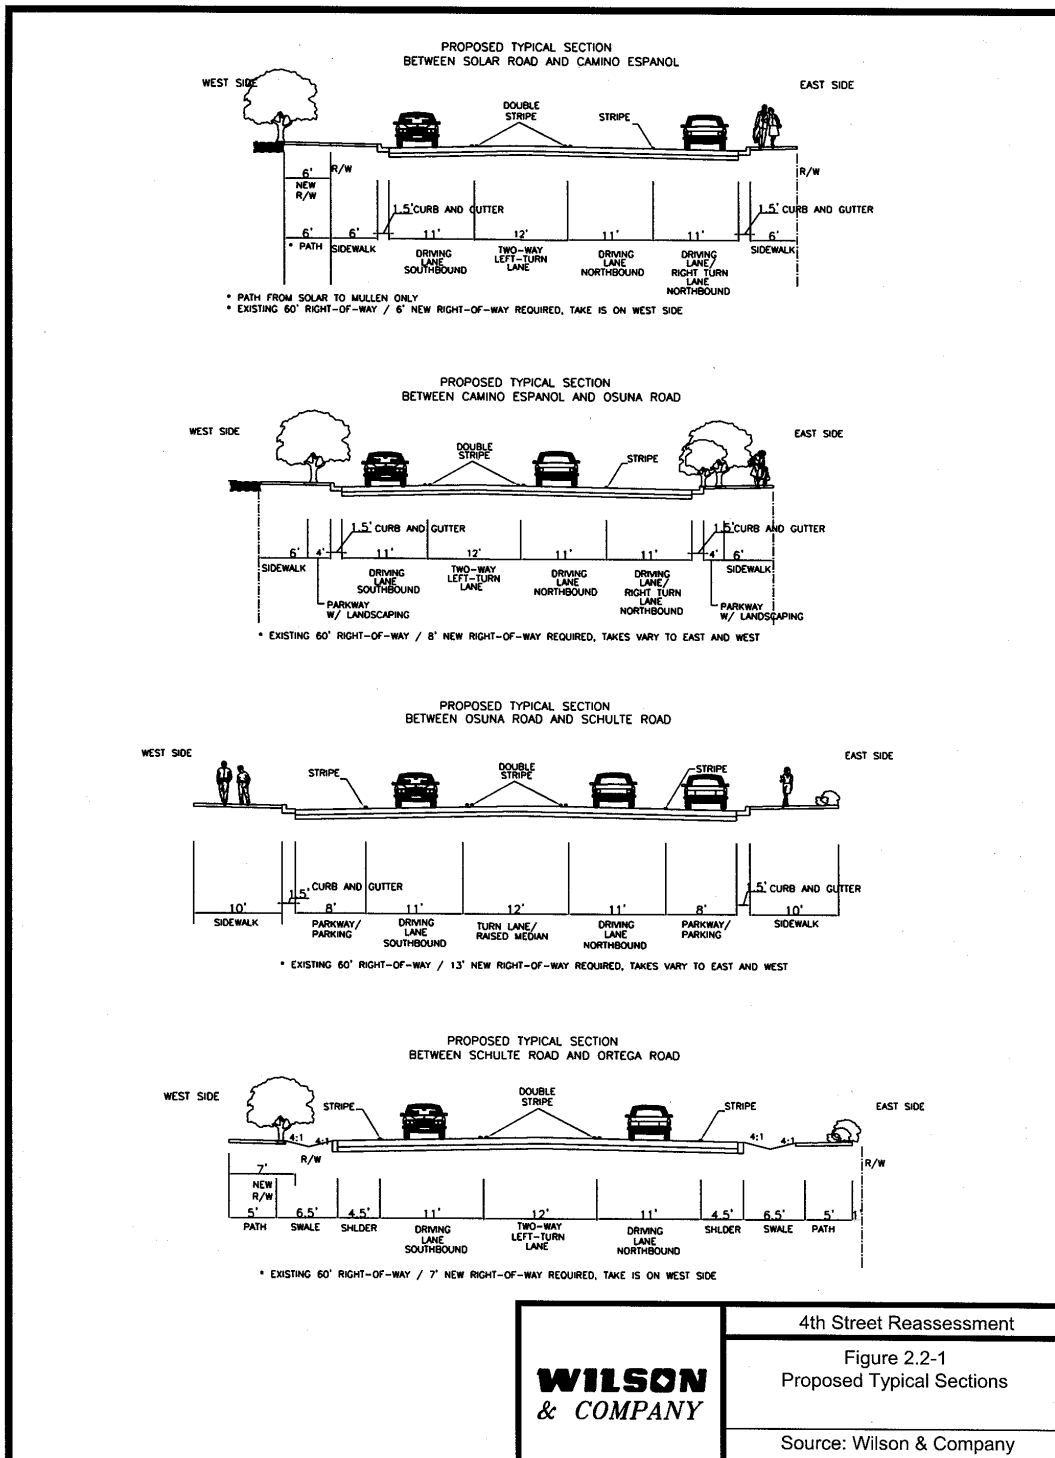 PROPOSED TYPICAL SECTION
BETWEEN SOLAR ROAD AND CAMINO ESPANOL
WEST SIDE
EAST SIDE
DOUBLE
STRIPE
STRIPE
6'
NEW
R/W
R/W
R/W
1.5' CURB AND GUTTER
1.5' CURB AND GUTTER
6' 6' 11' 12' 11' 11' 6'
* PATH
SIDEWALK
DRIVING
LANE
SOUTHBOUND
TWO-WAY
LEFT-TURN
LANE
DRIVING
LANE
NORTHBOUND
DRIVING
LANE/
RIGHT TURN
LANE
NORTHBOUND
SIDEWALK
* PATH FROM SOLAR TO MULLEN ONLY
* EXISTING 60' RIGHT-OF-WAY / 6' NEW RIGHT-OF-WAY REQUIRED, TAKE IS ON WEST SIDE
PROPOSED TYPICAL SECTION
BETWEEN CAMINO ESPANOL AND OSUNA ROAD
WEST SIDE
EAST SIDE
DOUBLE
STRIPE
STRIPE
1.5' CURB AND GUTTER
1.5' CURB AND GUTTER
6' 4' 11' 12' 11' 11' 4' 6'
SIDEWALK
DRIVING
LANE
SOUTHBOUND
TWO-WAY
LEFT-TURN
LANE
DRIVING
LANE
NORTHBOUND
DRIVING
LANE/
RIGHT TURN
LANE
NORTHBOUND
SIDEWALK
PARKWAY
W/ LANDSCAPING
PARKWAY
W/ LANDSCAPING
* EXISTING 60' RIGHT-OF-WAY / 8' NEW RIGHT-OF-WAY REQUIRED, TAKES VARY TO EAST AND WEST
PROPOSED TYPICAL SECTION
BETWEEN OSUNA ROAD AND SCHULTE ROAD
WEST SIDE
EAST SIDE
STRIPE
DOUBLE
STRIPE
STRIPE
1.5' CURB AND GUTTER
1.5' CURB AND GUTTER
10' 8' 11' 12' 11' 8' 10'
SIDEWALK
PARKWAY/
PARKING
DRIVING
LANE
SOUTHBOUND
TURN LANE/
RAISED MEDIAN
DRIVING
LANE
NORTHBOUND
PARKWAY/
PARKING
SIDEWALK
* EXISTING 60' RIGHT-OF-WAY / 13' NEW RIGHT-OF-WAY REQUIRED, TAKES VARY TO EAST AND WEST
PROPOSED TYPICAL SECTION
BETWEEN SCHULTE ROAD AND ORTEGA ROAD
WEST SIDE
EAST SIDE
STRIPE
DOUBLE
STRIPE
STRIPE
4:1 4:1
4:1 4:1
R/W
R/W
7'
NEW
R/W
5' 6.5' 4.5' 11' 12' 11' 4.5' 6.5' 5' 1'
PATH
SWALE
SHLDER
DRIVING
LANE
SOUTHBOUND
TWO-WAY
LEFT-TURN
LANE
DRIVING
LANE
NORTHBOUND
SHLDER
SWALE
PATH
* EXISTING 60' RIGHT-OF-WAY / 7' NEW RIGHT-OF-WAY REQUIRED, TAKE IS ON WEST SIDE
WILSON
& COMPANY
4th Street Reassessment
Figure 2.2-1
Proposed Typical Sections
Source: Wilson & Company